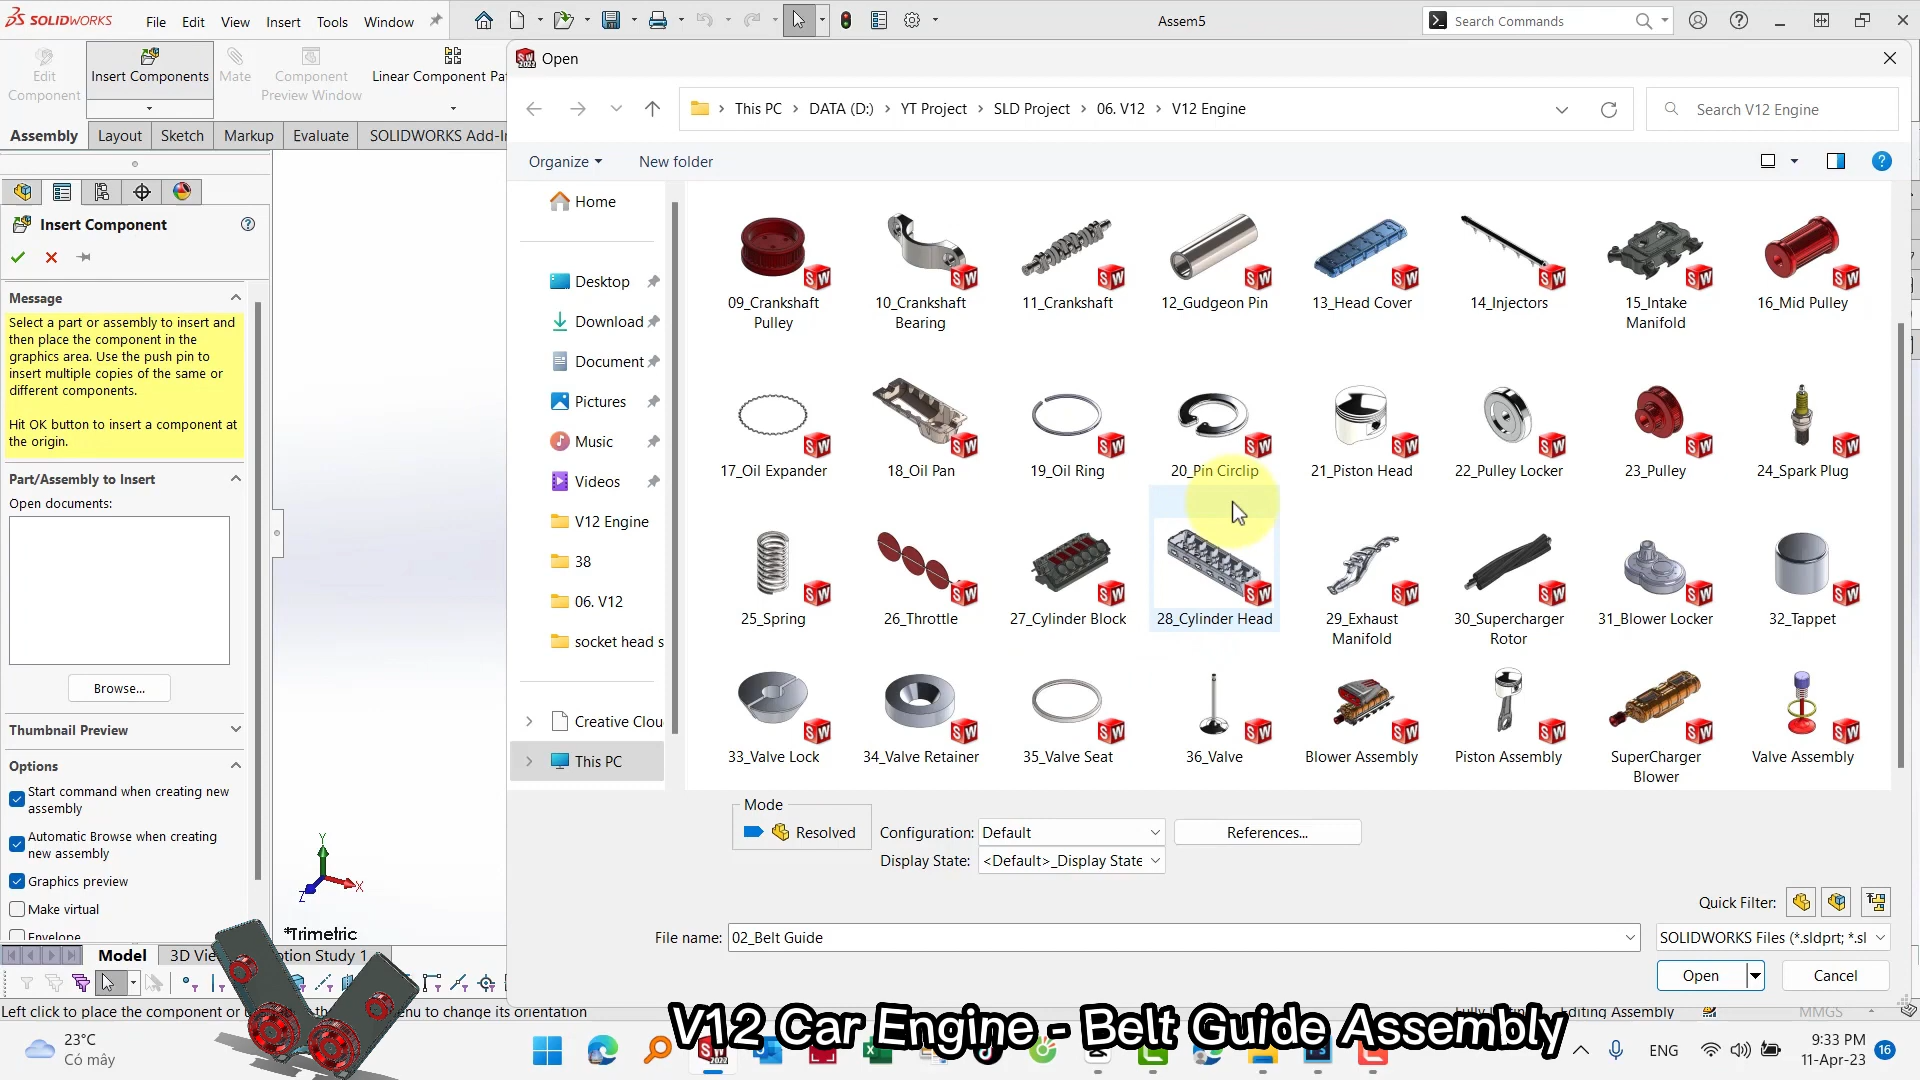 SOLIDWORKS
File Edit View Insert Tools Window
Assem5
Search Commands
Edit Component
Insert Components
Mate
Component Preview Window
Linear Component Pa
Assembly Layout Sketch Markup Evaluate SOLIDWORKS Add-I
Insert Component
Message
Select a part or assembly to insert and
then place the component in the
graphics area. Use the push pin to
insert multiple copies of the same or
different components.
Hit OK button to insert a component at
the origin.
Part/Assembly to Insert
Open documents:
Browse...
Thumbnail Preview
Options
Start command when creating new
assembly
Automatic Browse when creating
new assembly
Graphics preview
Make virtual
Envelope
Y
X
Z
*Trimetric
Model 3D Vie otion Study 1
Left click to place the component or menu to change its orientation
Editing Assembly
MMGS
Open
This PC > DATA (D:) > YT Project > SLD Project > 06. V12 > V12 Engine
Search V12 Engine
Organize
New folder
Home
Desktop
Download
Document
Pictures
Music
Videos
V12 Engine
38
06. V12
socket head s
Creative Clou
This PC
09_Crankshaft Pulley
10_Crankshaft Bearing
11_Crankshaft
12_Gudgeon Pin
13_Head Cover
14_Injectors
15_Intake Manifold
16_Mid Pulley
17_Oil Expander
18_Oil Pan
19_Oil Ring
20_Pin Circlip
21_Piston Head
22_Pulley Locker
23_Pulley
24_Spark Plug
25_Spring
26_Throttle
27_Cylinder Block
28_Cylinder Head
29_Exhaust Manifold
30_Supercharger Rotor
31_Blower Locker
32_Tappet
33_Valve Lock
34_Valve Retainer
35_Valve Seat
36_Valve
Blower Assembly
Piston Assembly
SuperCharger Blower
Valve Assembly
Mode
Resolved
Configuration: Default
References...
Display State: <Default>_Display State
Quick Filter:
File name: 02_Belt Guide
SOLIDWORKS Files (*.sldprt; *.sl
Open
Cancel
V12 Car Engine - Belt Guide Assembly
23°C
Có mây
ENG
9:33 PM
11-Apr-23
16